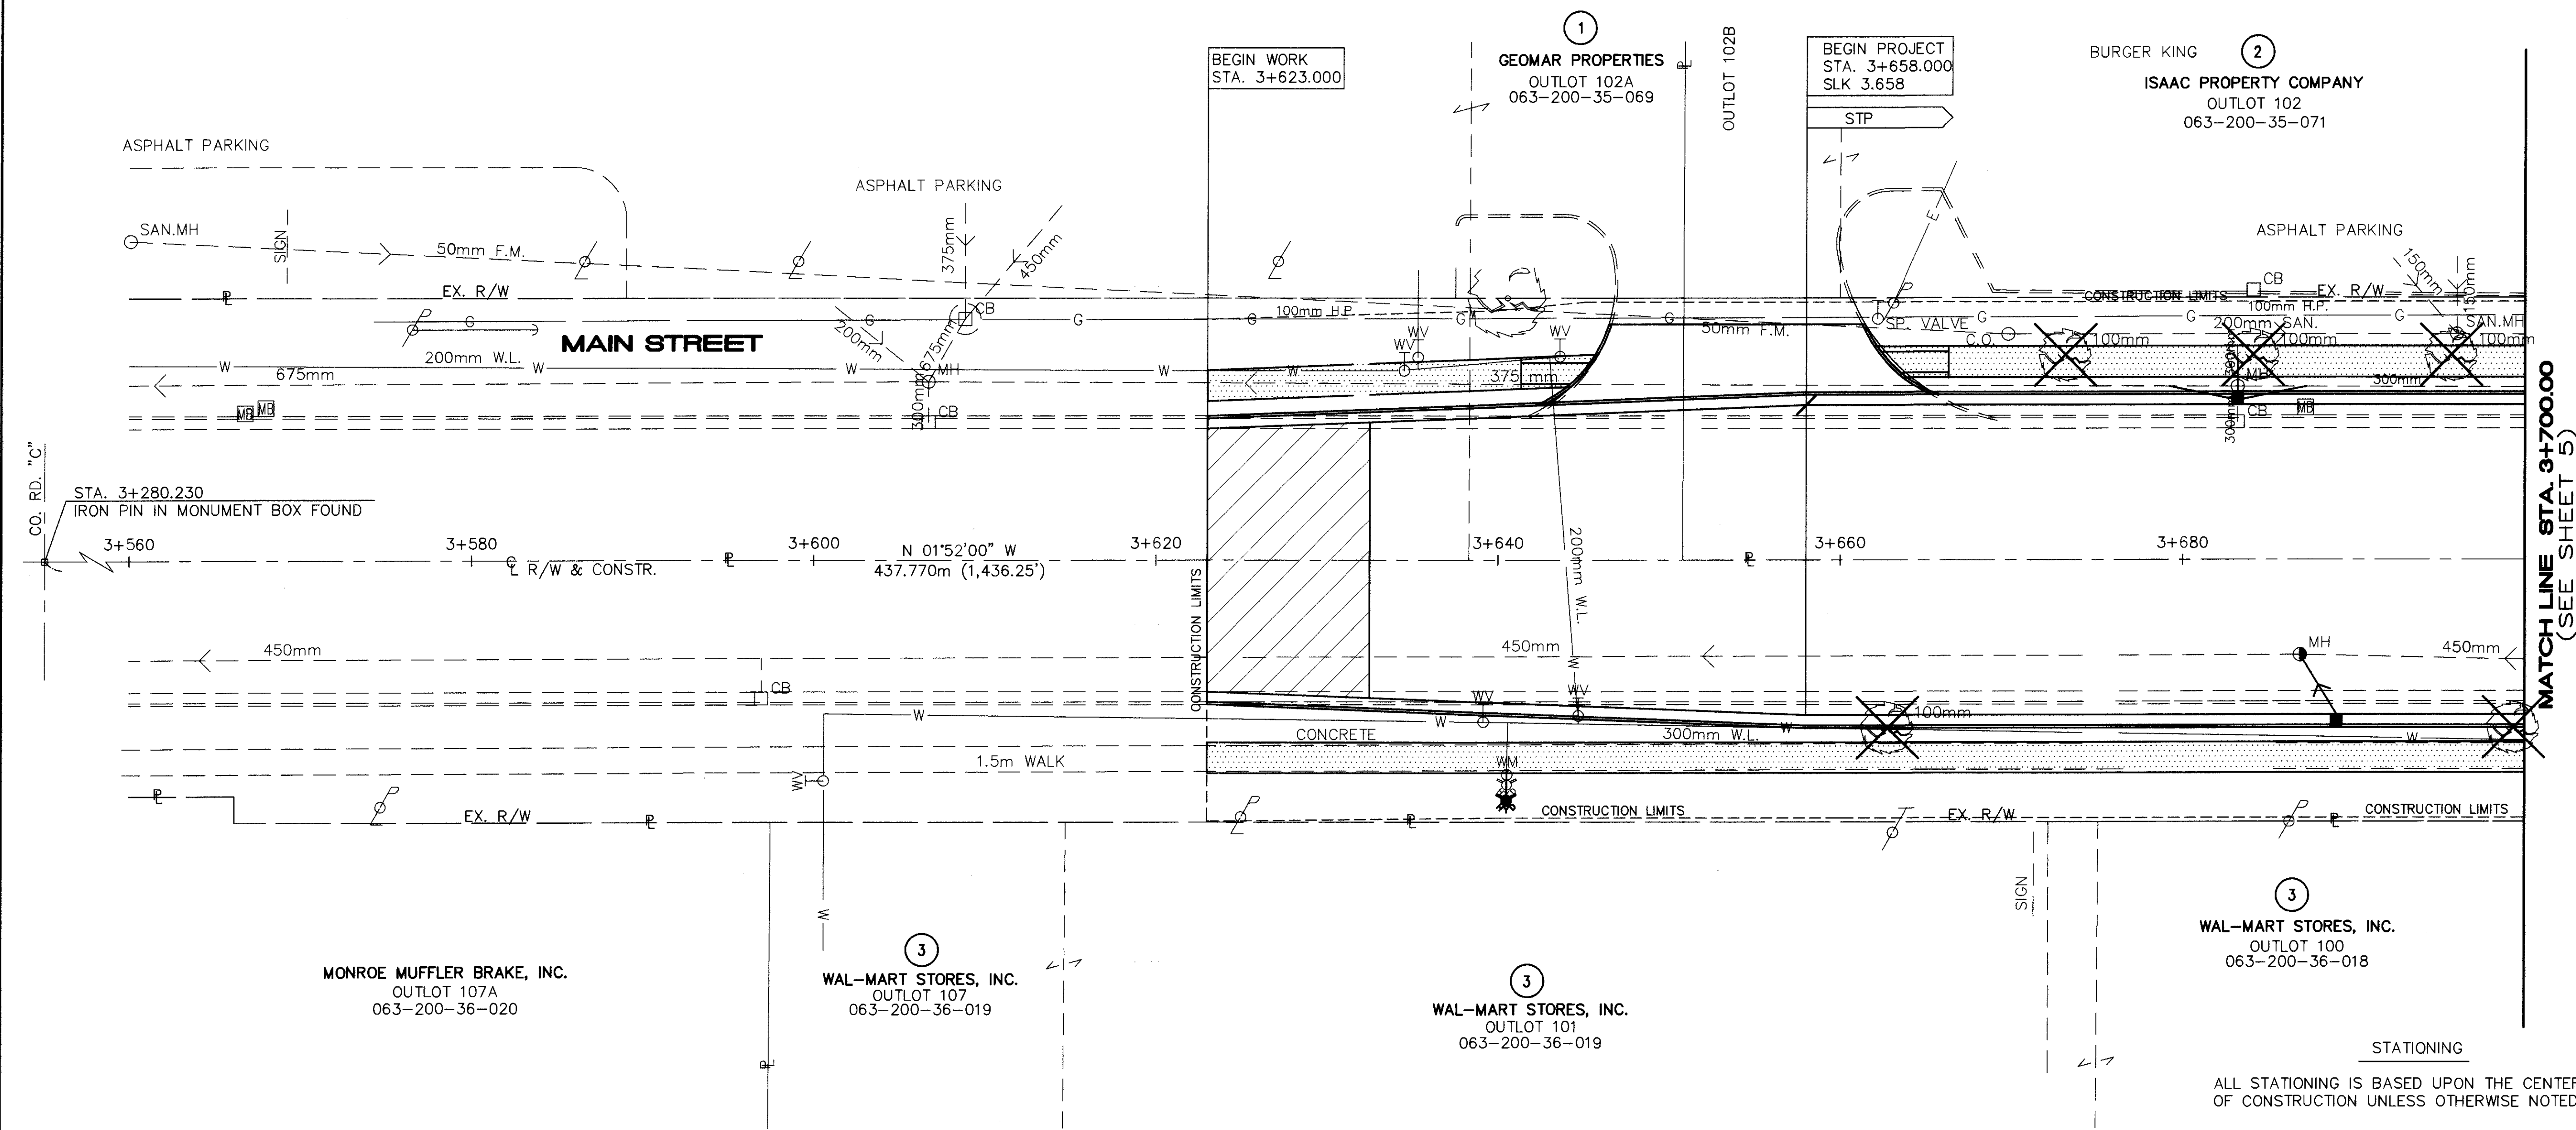 1
GEOMAR PROPERTIES
OUTLOT 102A
063-200-35-069
OUTLOT 102B
BEGIN WORK
STA. 3+623.000
BEGIN PROJECT
STA. 3+658.000
SLK 3.658
STP
BURGER KING
2
ISAAC PROPERTY COMPANY
OUTLOT 102
063-200-35-071
ASPHALT PARKING
ASPHALT PARKING
ASPHALT PARKING
SAN.MH
SIGN
50mm F.M.
375mm
450mm
E
150mm
150mm
EX. R/W
CB
G
G
G
G
100mm H.P.
G
G
50mm F.M.
SP. VALVE
G
C.O.
CONSTRUCTION LIMITS
CB
EX. R/W
100mm H.P.
G
G
200mm SAN.
SAN.MH
100mm
100mm
100mm
MAIN STREET
200mm
675mm
200mm W.L.
W
W
W
W
W
WV
WV
675mm
MH
375 mm
300mm
MH
300mm
MB
MB
300mm
CB
300mm
CB
MB
CO. RD. "C"
STA. 3+280.230
IRON PIN IN MONUMENT BOX FOUND
3+560
3+580
3+600
3+620
3+640
3+660
3+680
℄ R/W & CONSTR.
N 01°52'00" W
437.770m (1,436.25')
200mm W.L.
W
CONSTRUCTION LIMITS
MATCH LINE STA. 3+700.00
(SEE SHEET 5)
450mm
450mm
MH
450mm
CB
W
WV
WV
W
100mm
300mm W.L.
W
W
CONCRETE
1.5m WALK
WV
WM
EX. R/W
CONSTRUCTION LIMITS
EX. R/W
CONSTRUCTION LIMITS
W
SIGN
MONROE MUFFLER BRAKE, INC.
OUTLOT 107A
063-200-36-020
3
WAL-MART STORES, INC.
OUTLOT 107
063-200-36-019
3
WAL-MART STORES, INC.
OUTLOT 101
063-200-36-019
3
WAL-MART STORES, INC.
OUTLOT 100
063-200-36-018
STATIONING
ALL STATIONING IS BASED UPON THE CENTER
OF CONSTRUCTION UNLESS OTHERWISE NOTED